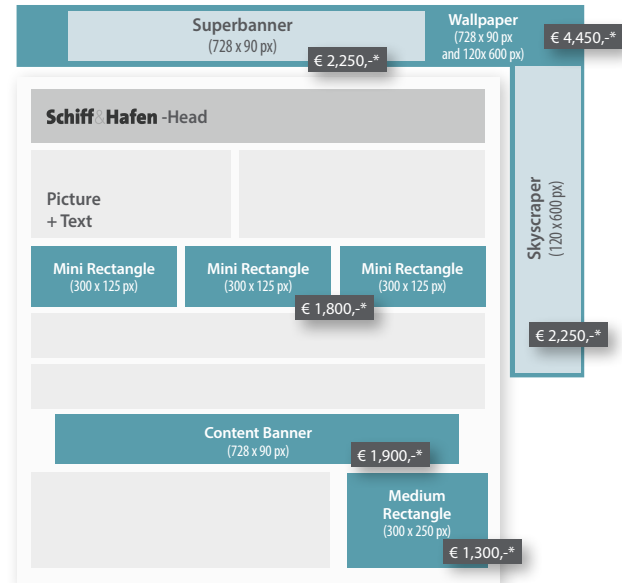 Superbanner
(728 x 90 px)
€ 2,250,-*
Wallpaper
(728 x 90 px
and 120x 600 px)
€ 4,450,-*
Schiff&Hafen -Head
Picture
+ Text
Skyscraper
(120 x 600 px)
€ 2,250,-*
Mini Rectangle
(300 x 125 px)
Mini Rectangle
(300 x 125 px)
Mini Rectangle
(300 x 125 px)
€ 1,800,-*
Content Banner
(728 x 90 px)
€ 1,900,-*
Medium
Rectangle
(300 x 250 px)
€ 1,300,-*